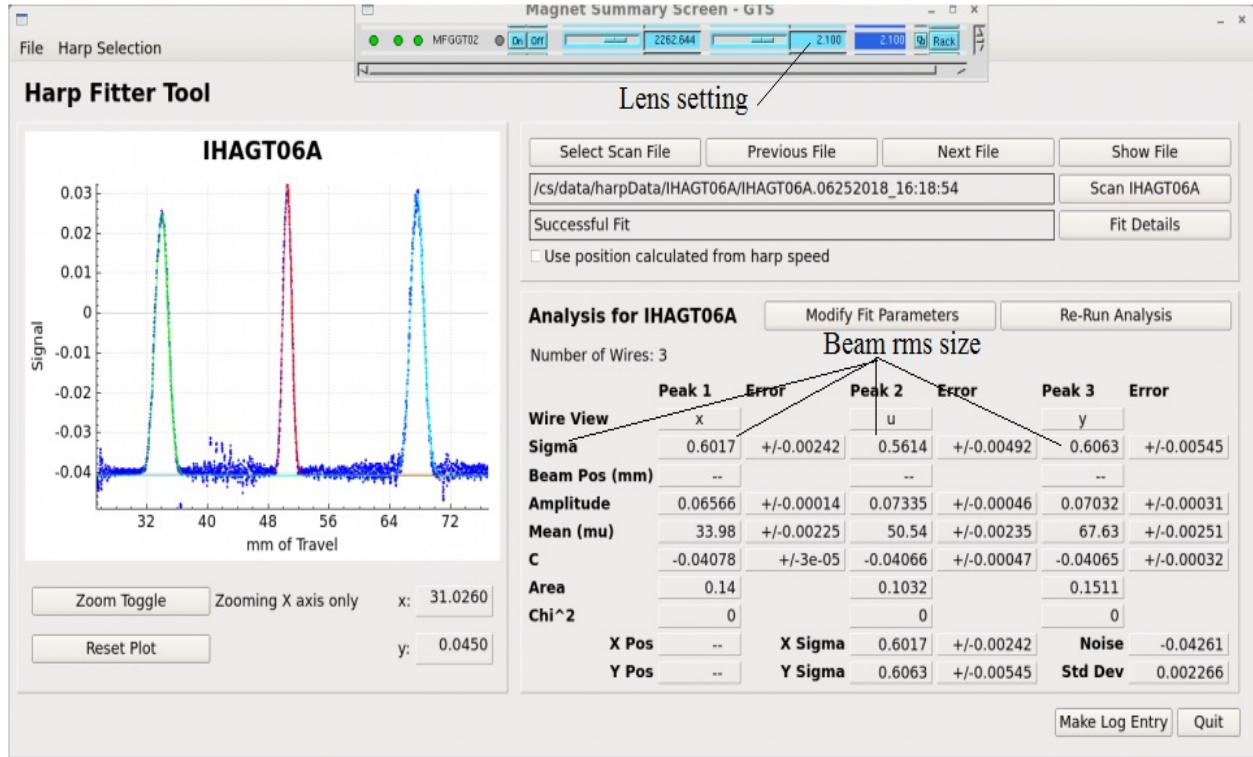 Magnet Summary Screen - GTS
File Harp Selection
MFGGT02 On Off 2262.644 2.100 2.100 Rack
Harp Fitter Tool
Lens setting
IHAGT06A
0.03
0.02
0.01
0
-0.01
-0.02
-0.03
-0.04
Signal
32 40 48 56 64 72
mm of Travel
Zoom Toggle Zooming X axis only x: 31.0260
Reset Plot y: 0.0450
Select Scan File Previous File Next File Show File
/cs/data/harpData/IHAGT06A/IHAGT06A.06252018_16:18:54 Scan IHAGT06A
Successful Fit Fit Details
Use position calculated from harp speed
Analysis for IHAGT06A Modify Fit Parameters Re-Run Analysis
Number of Wires: 3
Beam rms size
Peak 1 Error Peak 2 Error Peak 3 Error
Wire View x u y
Sigma 0.6017 +/-0.00242 0.5614 +/-0.00492 0.6063 +/-0.00545
Beam Pos (mm) -- -- --
Amplitude 0.06566 +/-0.00014 0.07335 +/-0.00046 0.07032 +/-0.00031
Mean (mu) 33.98 +/-0.00225 50.54 +/-0.00235 67.63 +/-0.00251
C -0.04078 +/-3e-05 -0.04066 +/-0.00047 -0.04065 +/-0.00032
Area 0.14 0.1032 0.1511
Chi^2 0 0 0
X Pos -- X Sigma 0.6017 +/-0.00242 Noise -0.04261
Y Pos -- Y Sigma 0.6063 +/-0.00545 Std Dev 0.002266
Make Log Entry Quit